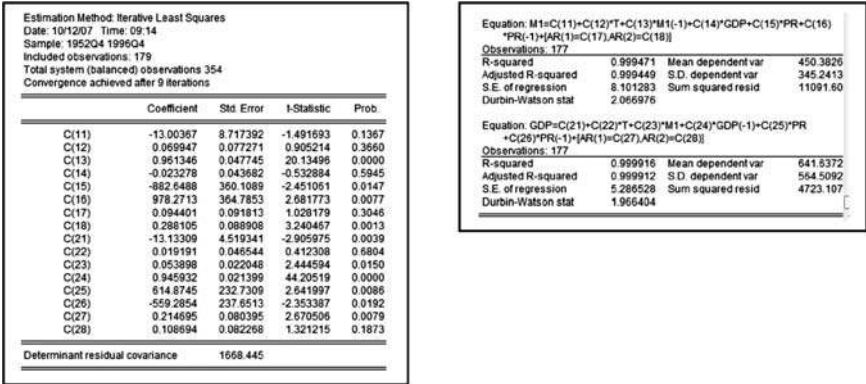 Estimation Method: Iterative Least Squares
Date: 10/12/07 Time: 09:14
Sample: 1952Q4 1996Q4
Included observations: 179
Total system (balanced) observations 354
Convergence achieved after 9 iterations
Coefficient Std. Error t-Statistic Prob.
C(11) -13.00367 8.717392 -1.491693 0.1367
C(12) 0.069947 0.077271 0.905214 0.3660
C(13) 0.961346 0.047745 20.13496 0.0000
C(14) -0.023278 0.043682 -0.532884 0.5945
C(15) -882.6488 360.1089 -2.451061 0.0147
C(16) 978.2713 364.7853 2.681773 0.0077
C(17) 0.094401 0.091813 1.028179 0.3046
C(18) 0.288105 0.088908 3.240467 0.0013
C(21) -13.13309 4.519341 -2.905975 0.0039
C(22) 0.019191 0.046544 0.412308 0.6804
C(23) 0.053898 0.022048 2.444594 0.0150
C(24) 0.945932 0.021399 44.20519 0.0000
C(25) 614.8745 232.7309 2.641997 0.0086
C(26) -559.2854 237.6513 -2.353387 0.0192
C(27) 0.214695 0.080395 2.670506 0.0079
C(28) 0.108694 0.082268 1.321215 0.1873
Determinant residual covariance 1668.445
Equation: M1=C(11)+C(12)*T+C(13)*M1(-1)+C(14)*GDP+C(15)*PR+C(16)
*PR(-1)+[AR(1)=C(17),AR(2)=C(18)]
Observations: 177
R-squared 0.999471 Mean dependent var 450.3826
Adjusted R-squared 0.999449 S.D. dependent var 345.2413
S.E. of regression 8.101283 Sum squared resid 11091.60
Durbin-Watson stat 2.066976
Equation: GDP=C(21)+C(22)*T+C(23)*M1+C(24)*GDP(-1)+C(25)*PR
+C(26)*PR(-1)+[AR(1)=C(27),AR(2)=C(28)]
Observations: 177
R-squared 0.999916 Mean dependent var 641.6372
Adjusted R-squared 0.999912 S.D. dependent var 564.5092
S.E. of regression 5.286528 Sum squared resid 4723.107
Durbin-Watson stat 1.966404